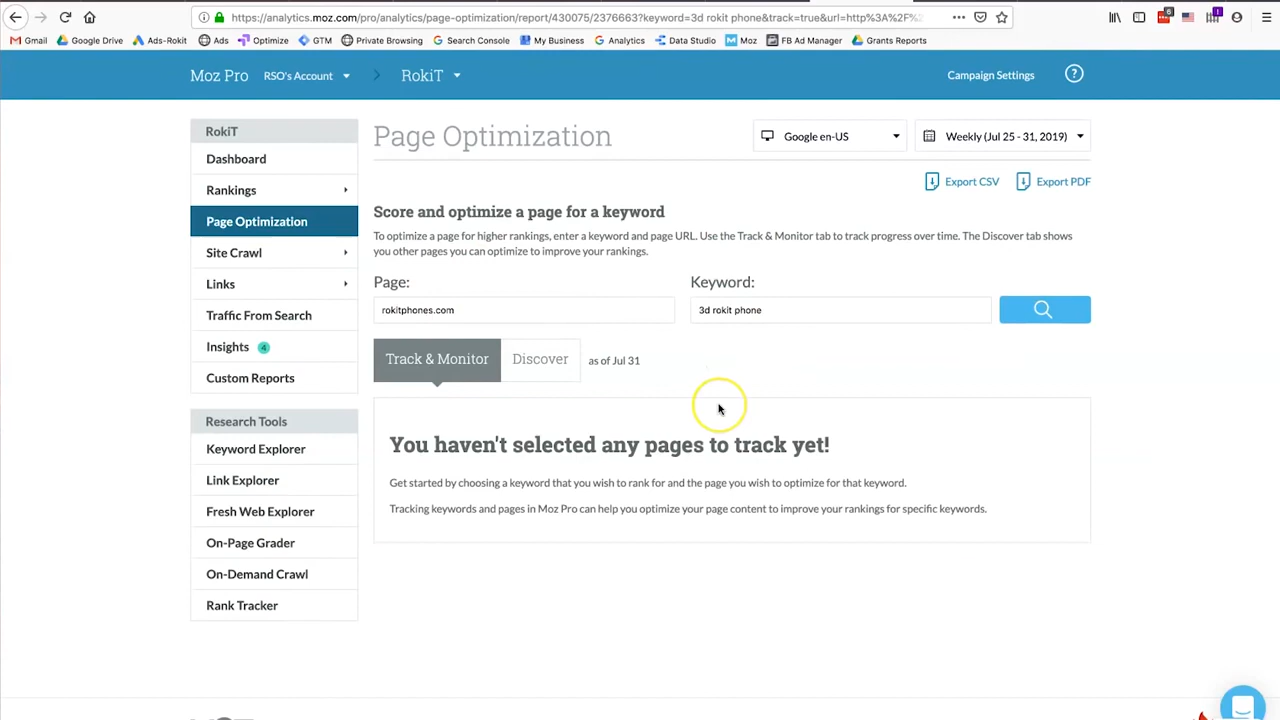 https://analytics.moz.com/pro/analytics/page-optimization/report/430075/2376663?keyword=3d rokit phone&track=true&url=http%3A%2F%2F
6
1
Gmail Google Drive Ads-Rokit Ads Optimize GTM Private Browsing Search Console My Business Analytics Data Studio Moz FB Ad Manager Grants Reports
Moz Pro RSO's Account RokiT Campaign Settings ?
RokiT
Dashboard
Rankings
Page Optimization
Site Crawl
Links
Traffic From Search
Insights 4
Custom Reports
Research Tools
Keyword Explorer
Link Explorer
Fresh Web Explorer
On-Page Grader
On-Demand Crawl
Rank Tracker
Page Optimization
Google en-US
Weekly (Jul 25 - 31, 2019)
Export CSV Export PDF
Score and optimize a page for a keyword
To optimize a page for higher rankings, enter a keyword and page URL. Use the Track & Monitor tab to track progress over time. The Discover tab shows
you other pages you can optimize to improve your rankings.
Page: Keyword:
rokitphones.com 3d rokit phone
Track & Monitor Discover as of Jul 31
You haven't selected any pages to track yet!
Get started by choosing a keyword that you wish to rank for and the page you wish to optimize for that keyword.
Tracking keywords and pages in Moz Pro can help you optimize your page content to improve your rankings for specific keywords.